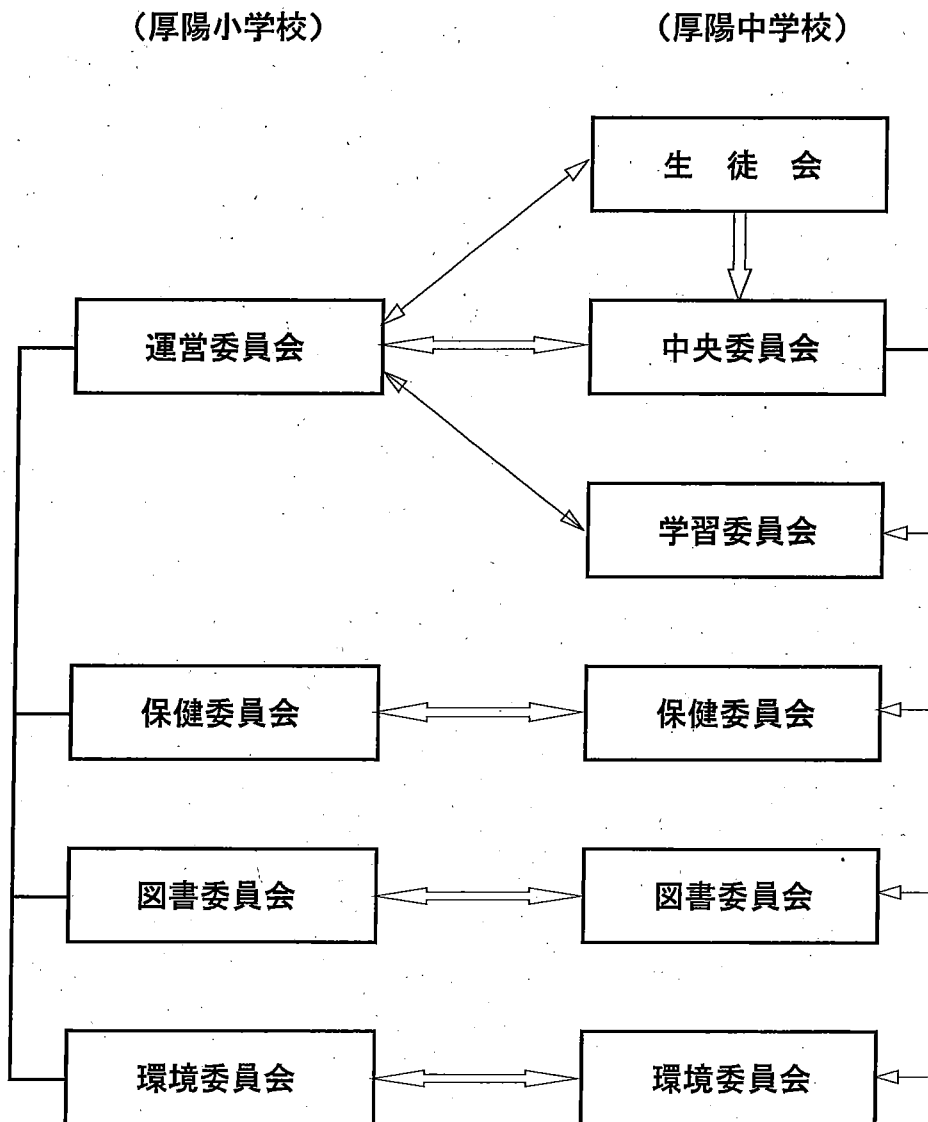 （厚陽小学校）
（厚陽中学校）
生　徒　会
運営委員会
中央委員会
学習委員会
保健委員会
保健委員会
図書委員会
図書委員会
環境委員会
環境委員会